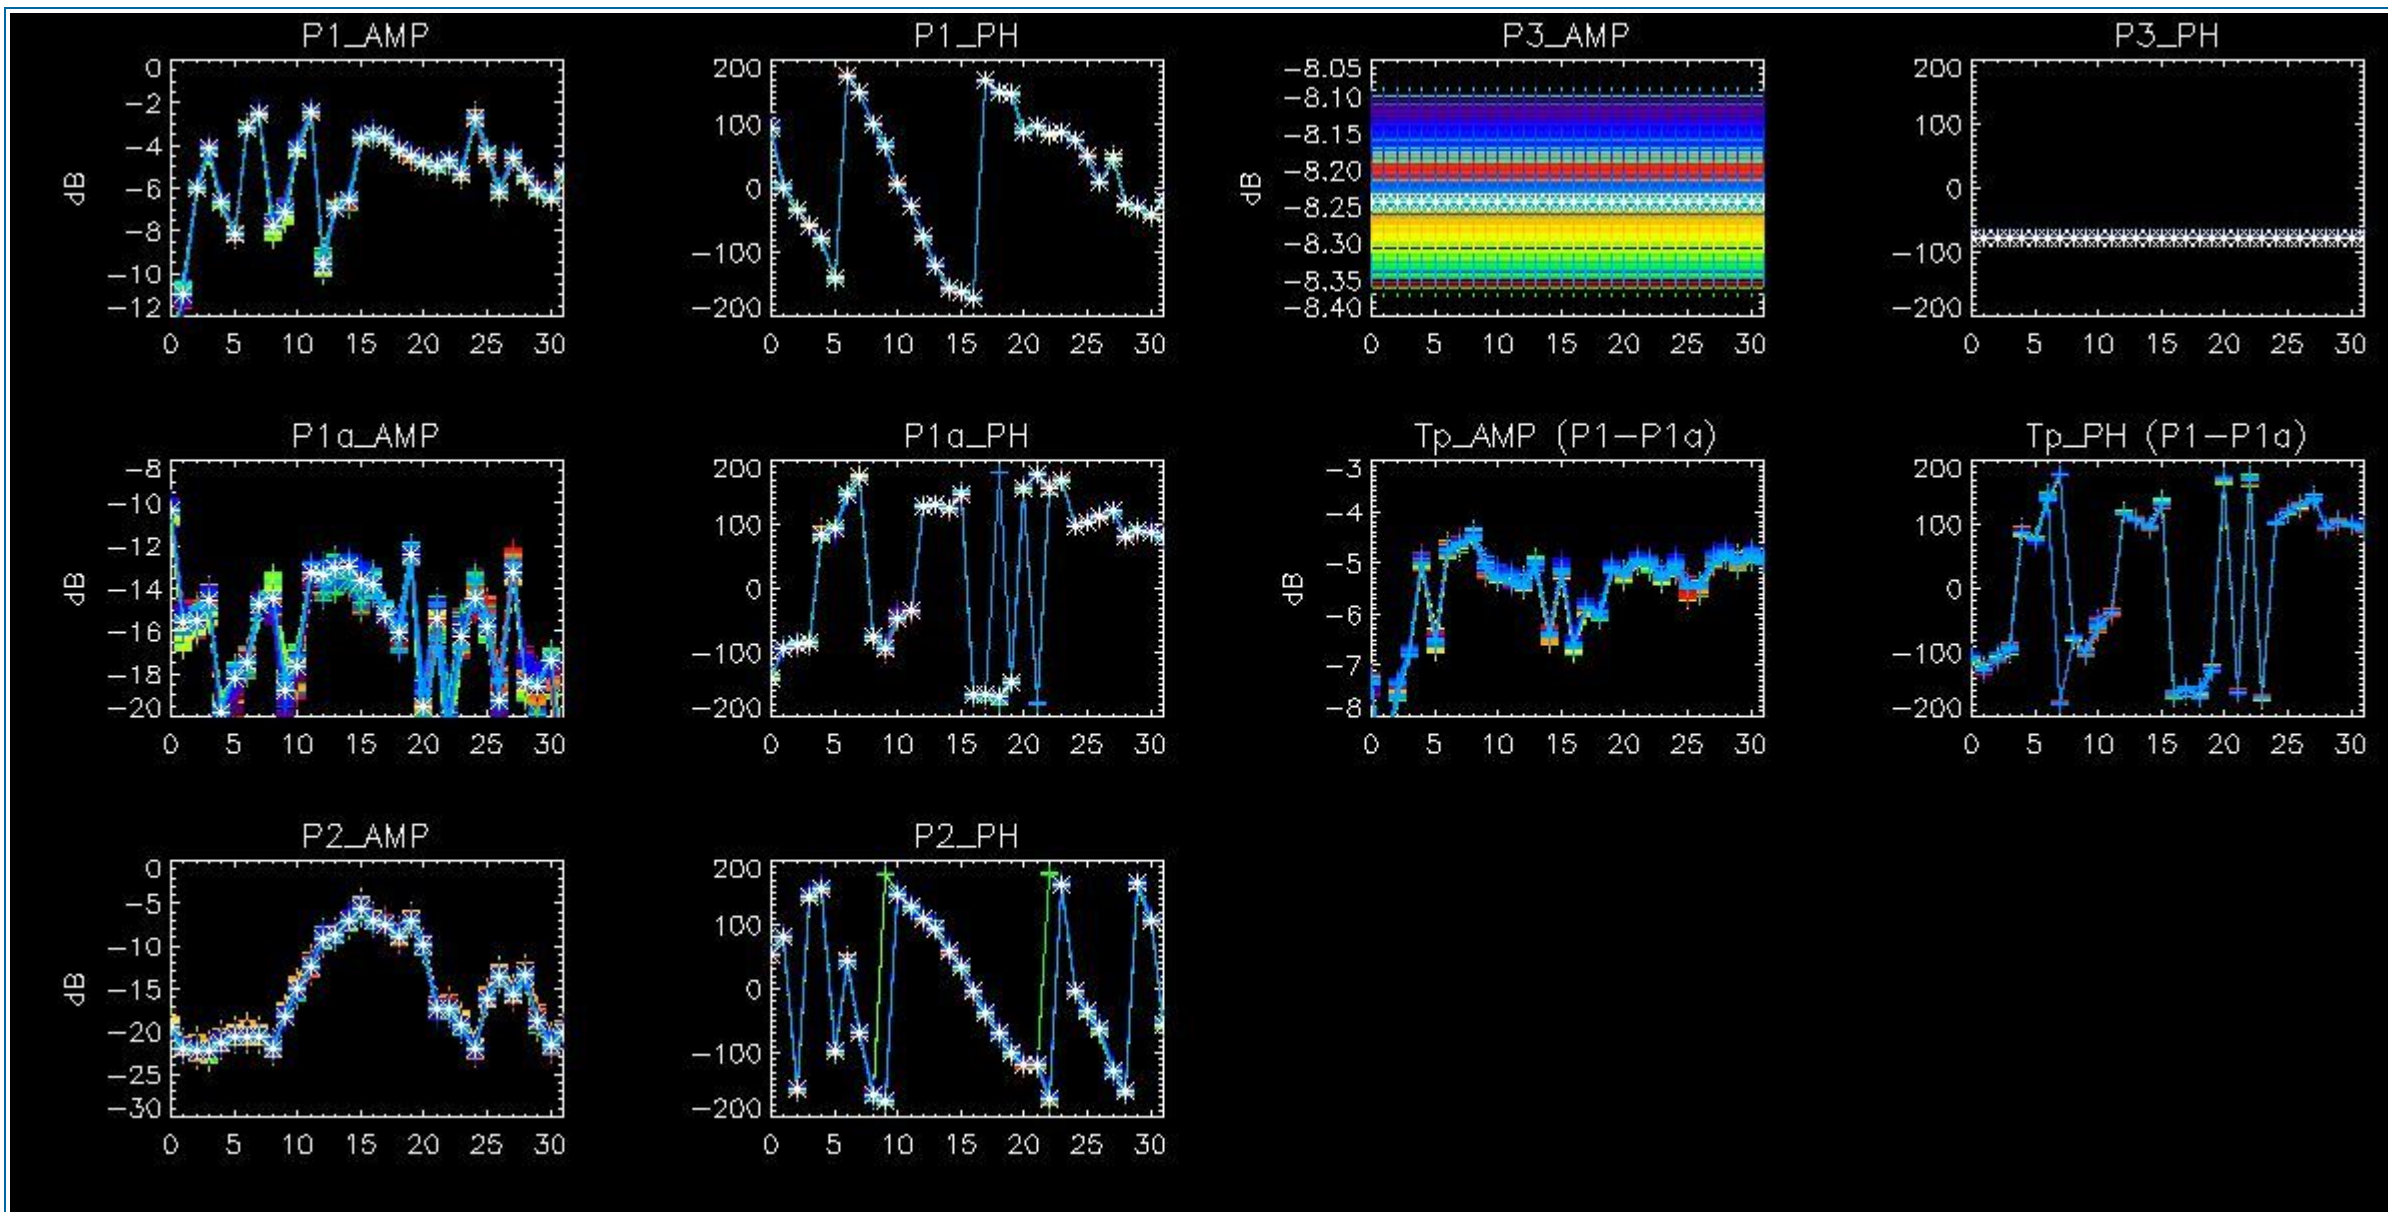 P1_AMP
0
−2
−4
−6
−8
−10
−12
dB
0 5 10 15 20 25 30
P1_PH
200
100
0
−100
−200
0 5 10 15 20 25 30
P3_AMP
−8.05
−8.10
−8.15
−8.20
−8.25
−8.30
−8.35
−8.40
dB
0 5 10 15 20 25 30
P3_PH
200
100
0
−100
−200
0 5 10 15 20 25 30
P1a_AMP
−8
−10
−12
−14
−16
−18
−20
dB
0 5 10 15 20 25 30
P1a_PH
200
100
0
−100
−200
0 5 10 15 20 25 30
Tp_AMP (P1−P1a)
−3
−4
−5
−6
−7
−8
dB
0 5 10 15 20 25 30
Tp_PH (P1−P1a)
200
100
0
−100
−200
0 5 10 15 20 25 30
P2_AMP
0
−5
−10
−15
−20
−25
−30
dB
0 5 10 15 20 25 30
P2_PH
200
100
0
−100
−200
0 5 10 15 20 25 30